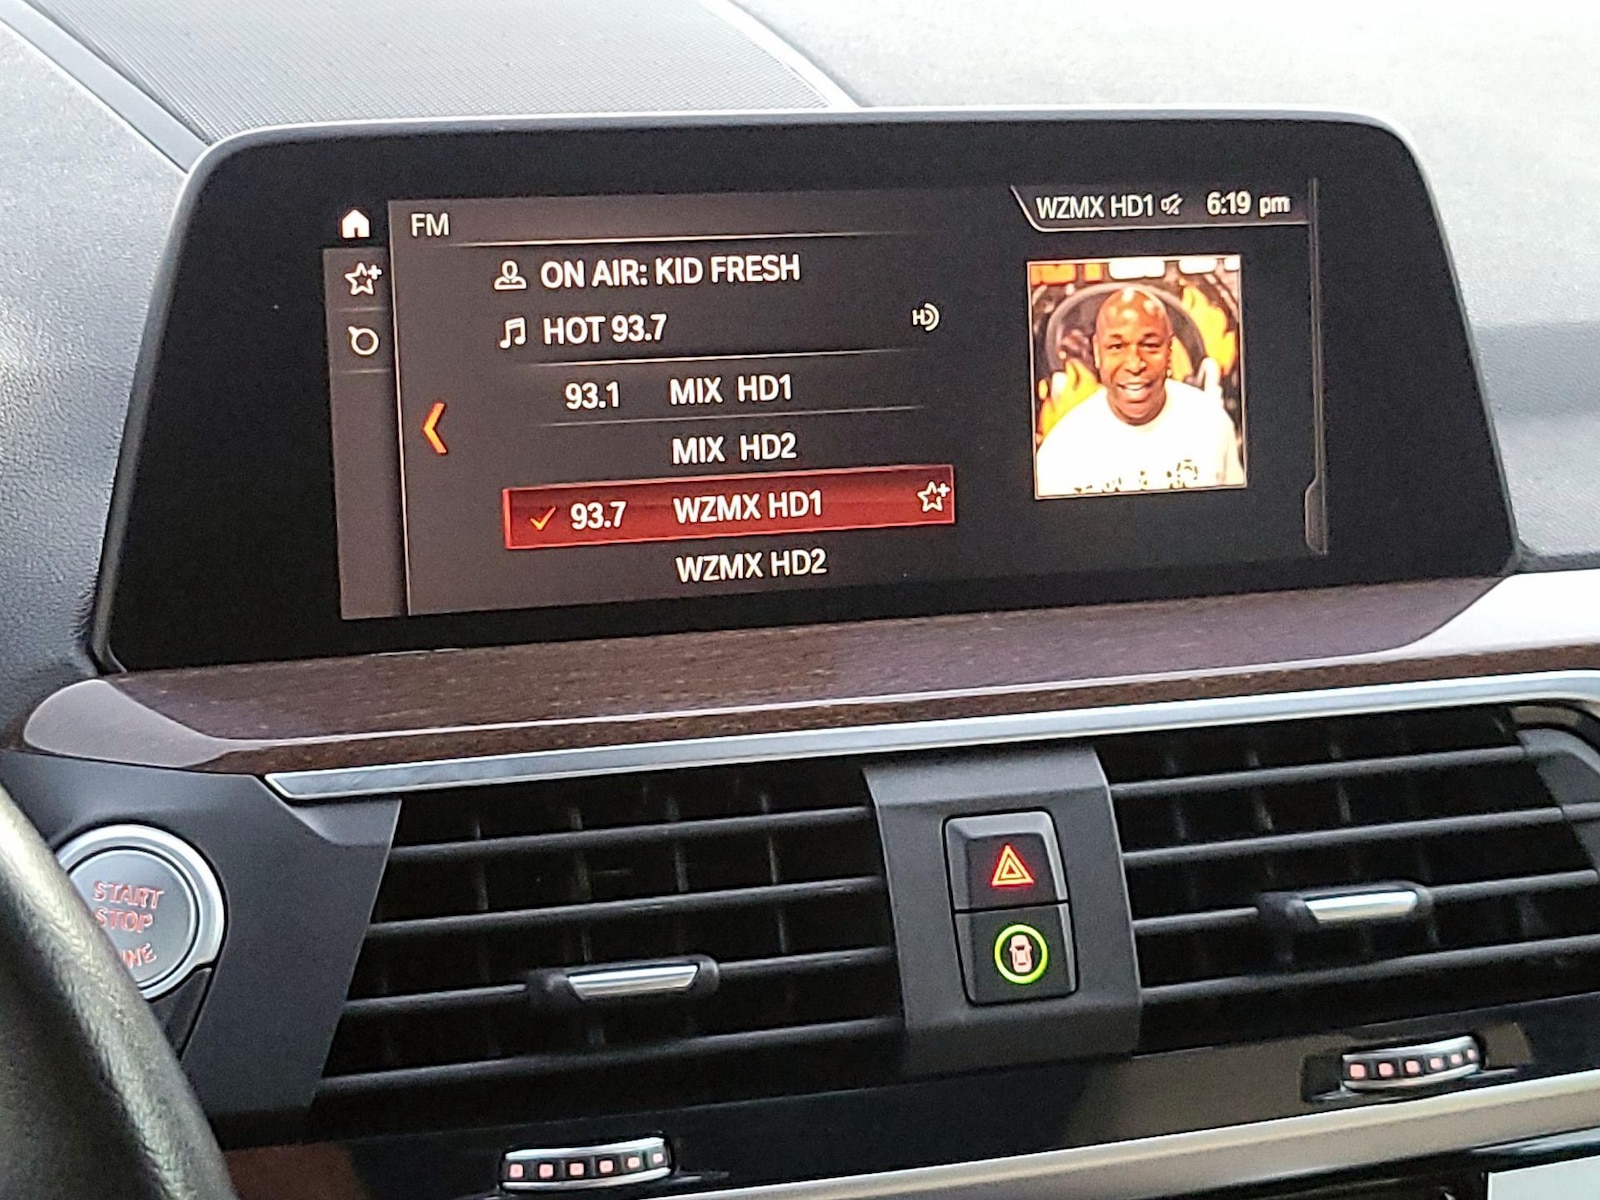 FM
WZMX HD1 6:19 pm
ON AIR: KID FRESH
HOT 93.7
HD
93.1 MIX HD1
MIX HD2
93.7 WZMX HD1
WZMX HD2
START
STOP